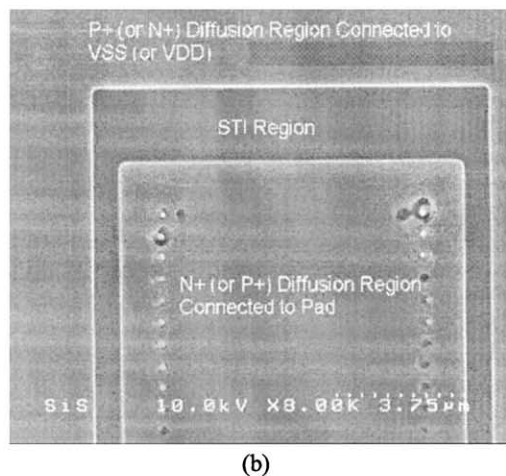 P+ (or N+) Diffusion Region Connected to
VSS (or VDD)
STI Region
N+ (or P+) Diffusion Region
Connected to Pad
SiS 10.0kV X8.00K 3.75µm
(b)